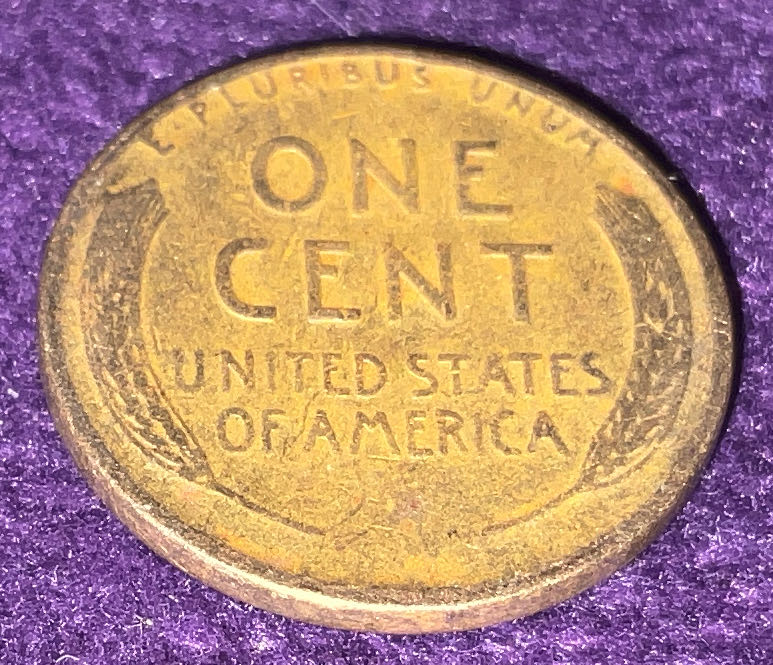 E·PLURIBUS UNUM
ONE
CENT
UNITED STATES
OF AMERICA